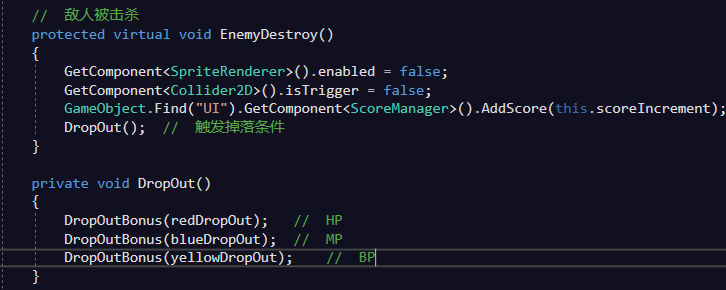 //  敌人被击杀
protected virtual void EnemyDestroy()
{
    GetComponent<SpriteRenderer>().enabled = false;
    GetComponent<Collider2D>().isTrigger = false;
    GameObject.Find("UI").GetComponent<ScoreManager>().AddScore(this.scoreIncrement);
    DropOut();  //  触发掉落条件
}

private void DropOut()
{
    DropOutBonus(redDropOut);   //  HP
    DropOutBonus(blueDropOut);  //  MP
    DropOutBonus(yellowDropOut);    //  BP
}